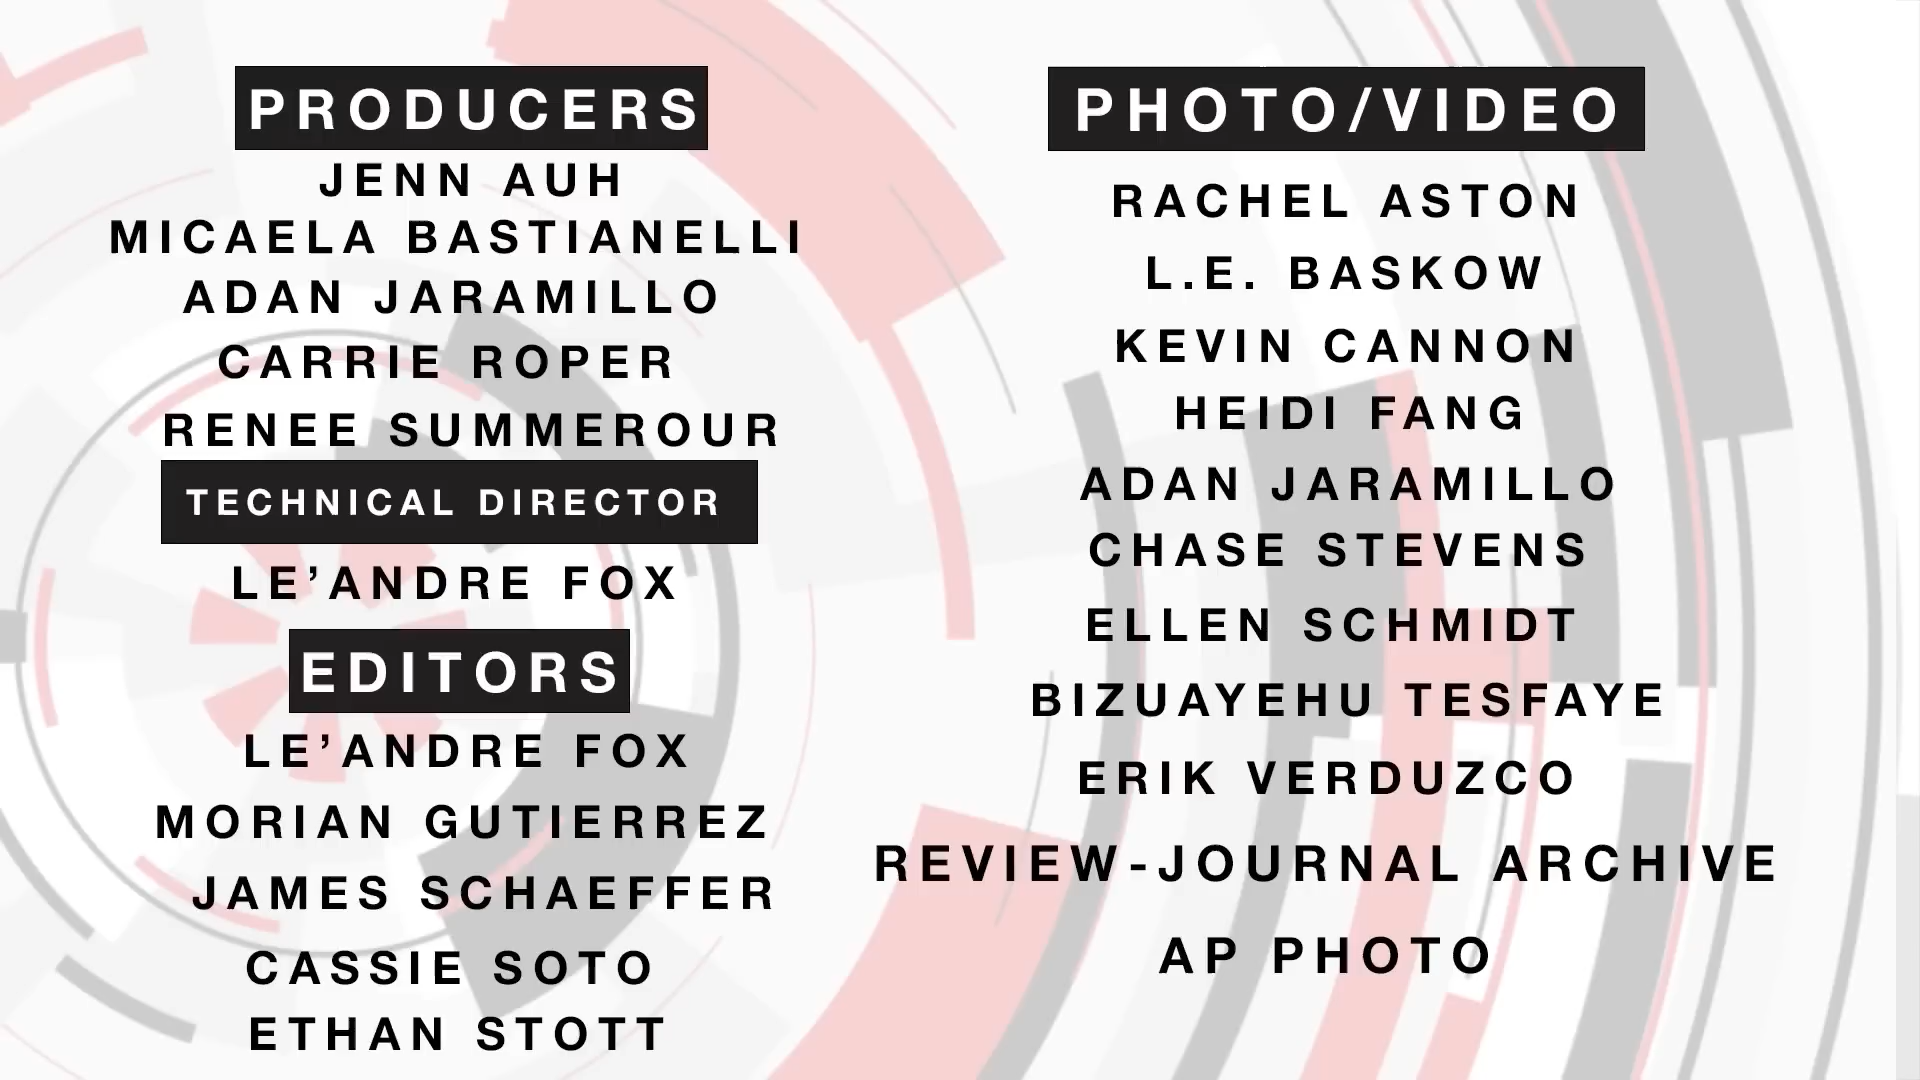 PRODUCERS
JENN AUH
MICAELA BASTIANELLI
ADAN JARAMILLO
CARRIE ROPER
RENEE SUMMEROUR
TECHNICAL DIRECTOR
LE’ANDRE FOX
EDITORS
LE’ANDRE FOX
MORIAN GUTIERREZ
JAMES SCHAEFFER
CASSIE SOTO
ETHAN STOTT
PHOTO/VIDEO
RACHEL ASTON
L.E. BASKOW
KEVIN CANNON
HEIDI FANG
ADAN JARAMILLO
CHASE STEVENS
ELLEN SCHMIDT
BIZUAYEHU TESFAYE
ERIK VERDUZCO
REVIEW-JOURNAL ARCHIVE
AP PHOTO